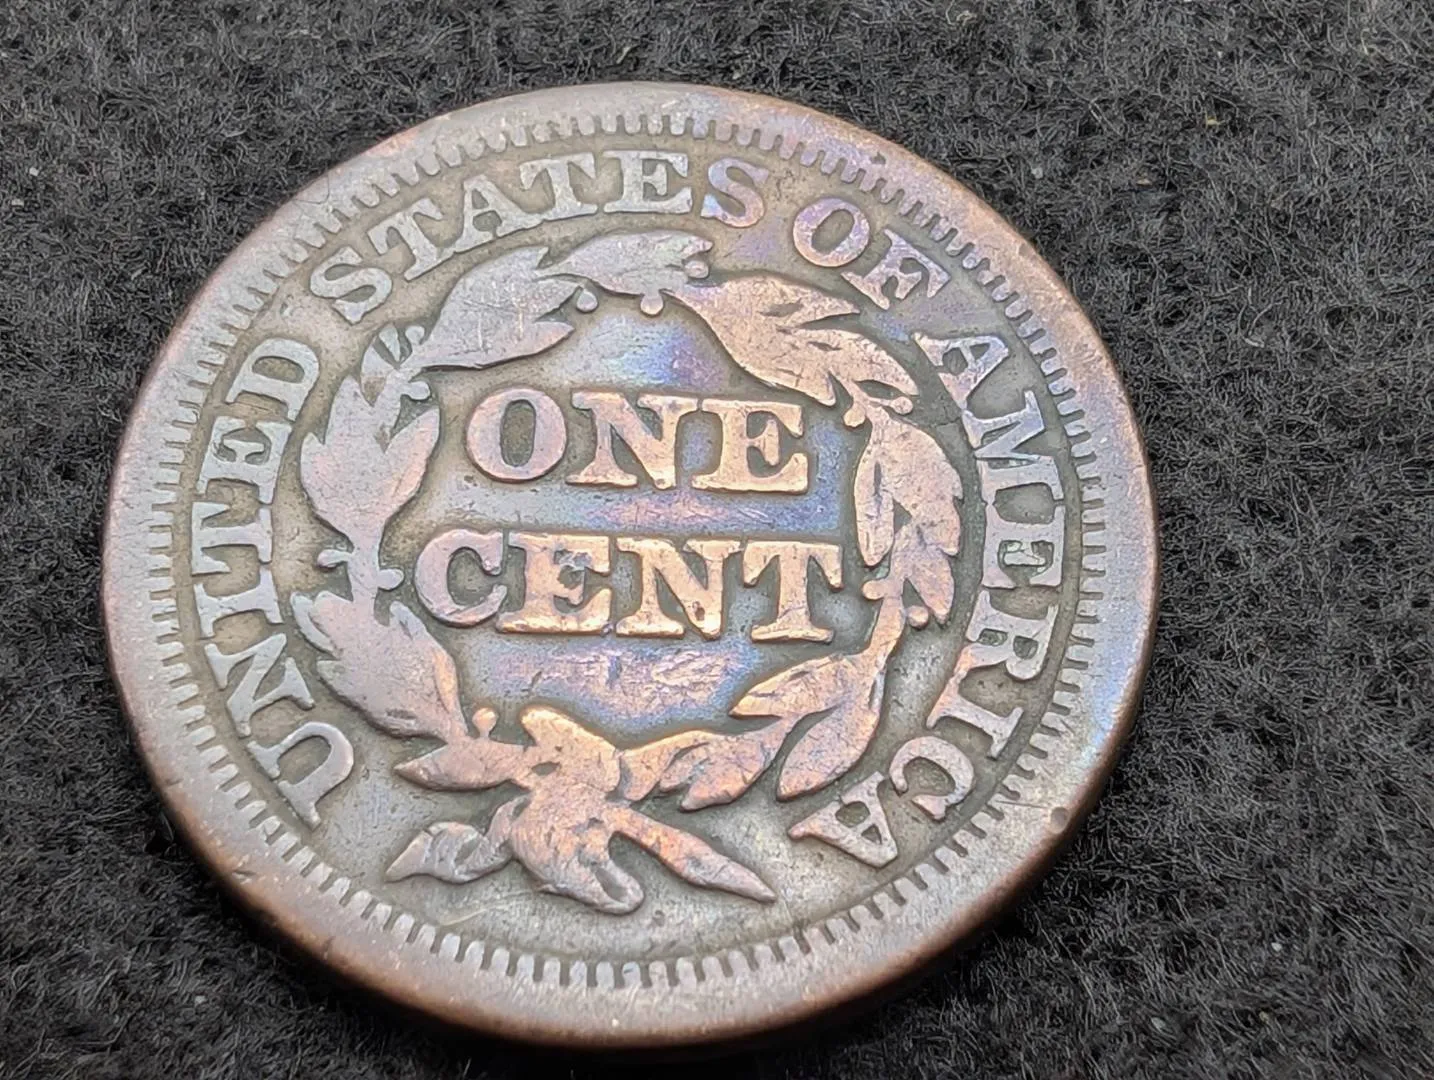 UNITED STATES OF AMERICA
ONE
CENT